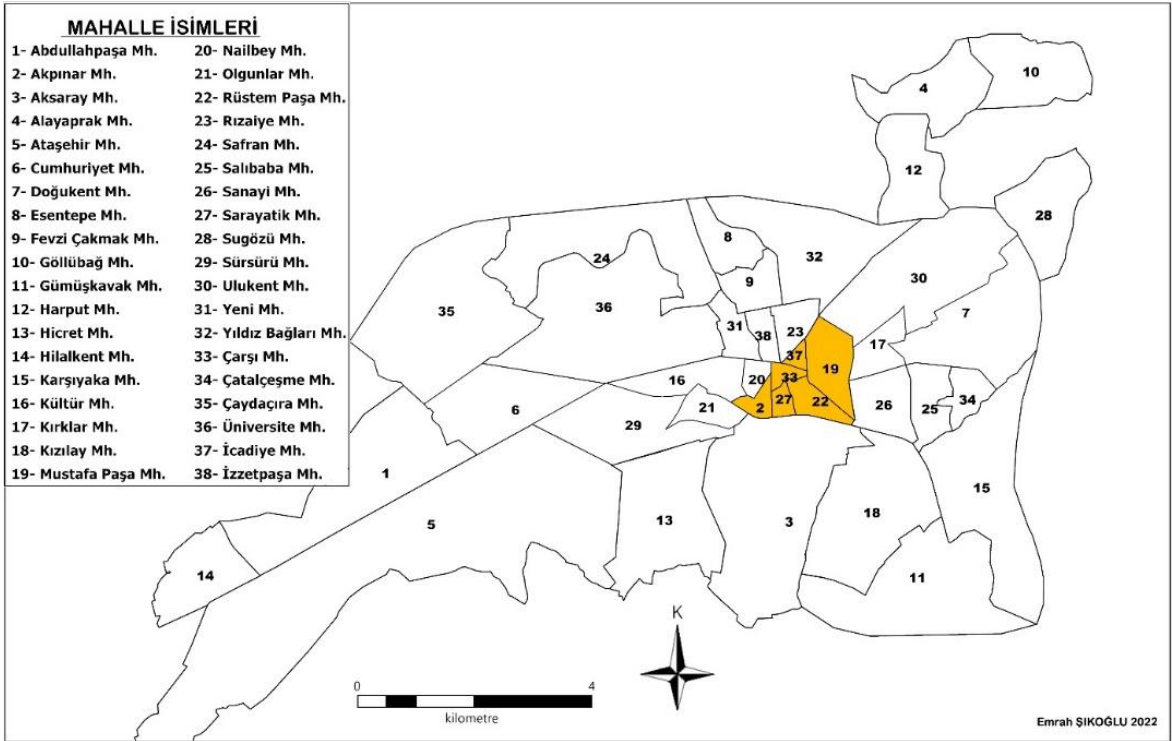 MAHALLE İSİMLERİ
1- Abdullahpaşa Mh.
2- Akpınar Mh.
3- Aksaray Mh.
4- Alayaprak Mh.
5- Ataşehir Mh.
6- Cumhuriyet Mh.
7- Doğukent Mh.
8- Esentepe Mh.
9- Fevzi Çakmak Mh.
10- Göllübağ Mh.
11- Gümüşkavak Mh.
12- Harput Mh.
13- Hicret Mh.
14- Hilalkent Mh.
15- Karşıyaka Mh.
16- Kültür Mh.
17- Kırklar Mh.
18- Kızılay Mh.
19- Mustafa Paşa Mh.
20- Nailbey Mh.
21- Olgunlar Mh.
22- Rüstem Paşa Mh.
23- Rızaiye Mh.
24- Safran Mh.
25- Salıbaba Mh.
26- Sanayi Mh.
27- Sarayatik Mh.
28- Sugözü Mh.
29- Sürsürü Mh.
30- Ulukent Mh.
31- Yeni Mh.
32- Yıldız Bağları Mh.
33- Çarşı Mh.
34- Çatalçeşme Mh.
35- Çaydaçıra Mh.
36- Üniversite Mh.
37- İcadiye Mh.
38- İzzetpaşa Mh.
10
4
12
28
8
32
24
30
9
36
35
7
31
38
23
17
37
19
33
16
20
6
27
22
2
21
26
25
34
29
1
15
18
13
3
5
14
11
K
0
4
kilometre
Emrah ŞIKOĞLU 2022